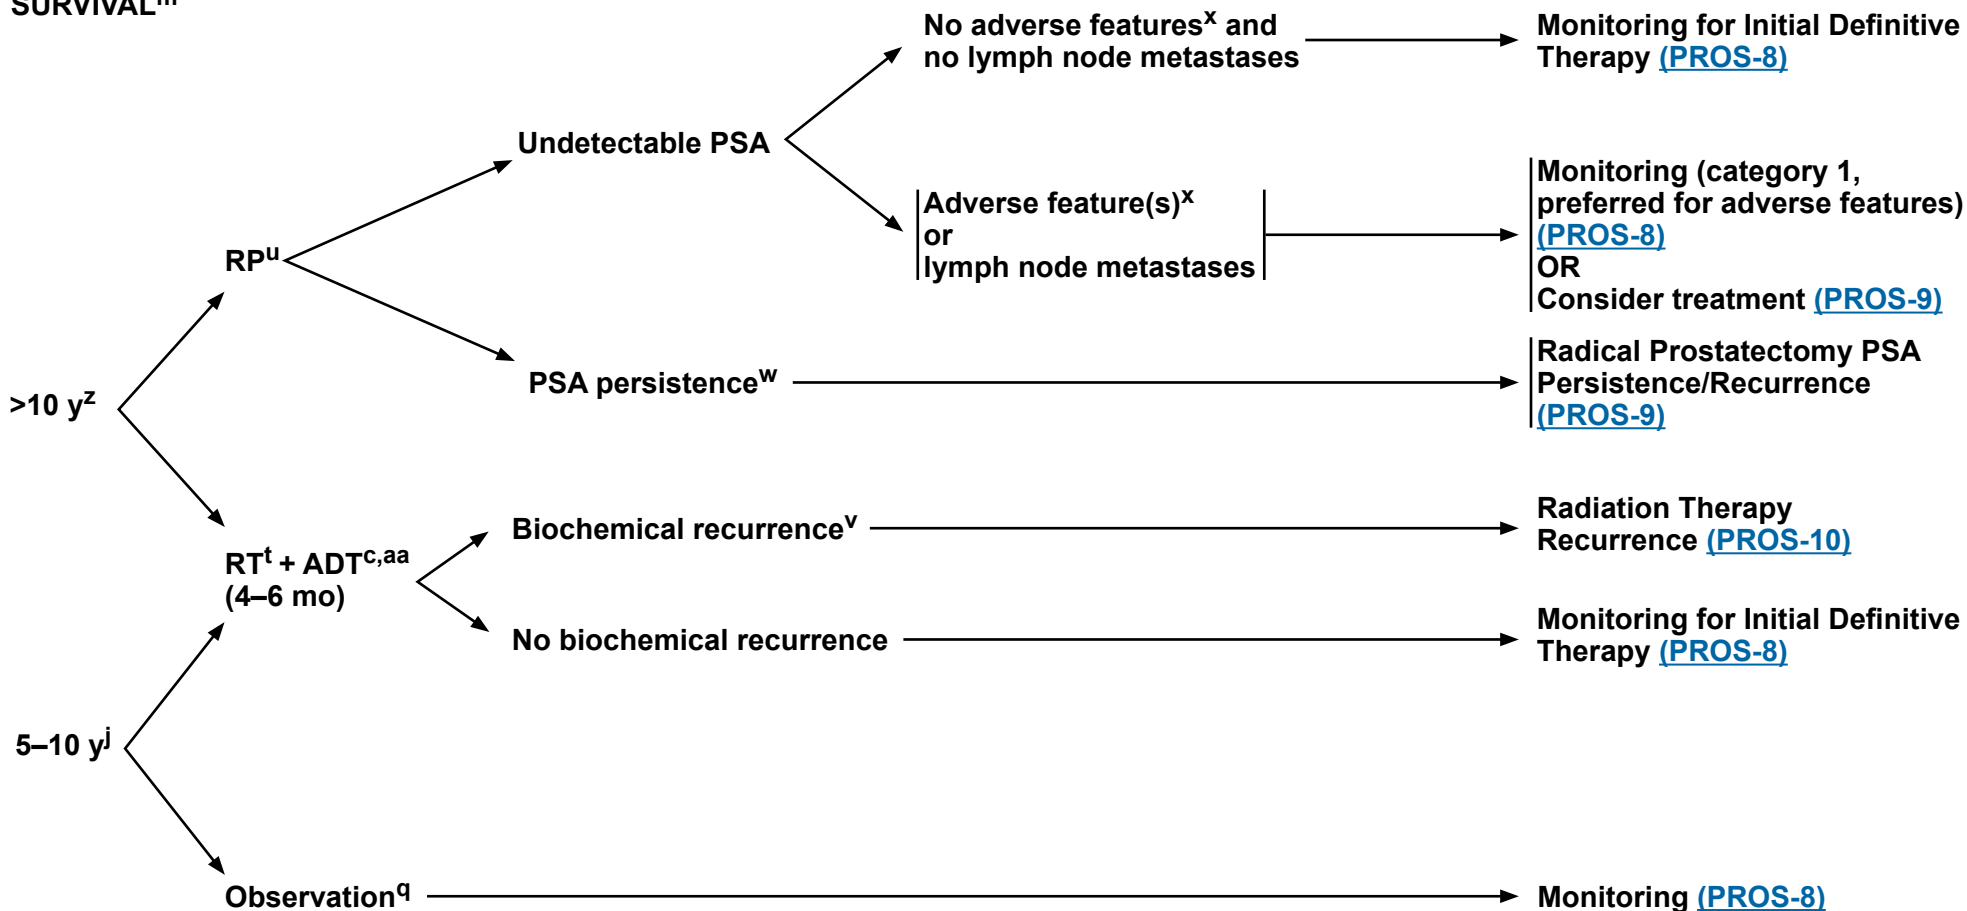 SURVIVALᵐ
No adverse featuresˣ and
no lymph node metastases
Monitoring for Initial Definitive
Therapy (PROS-8)
Undetectable PSA
Adverse feature(s)ˣ
or
lymph node metastases
Monitoring (category 1,
preferred for adverse features)
(PROS-8)
OR
Consider treatment (PROS-9)
RPᵘ
PSA persistenceʷ
Radical Prostatectomy PSA
Persistence/Recurrence
(PROS-9)
>10 yᶻ
RTᵗ + ADTᶜ,ᵃᵃ
(4–6 mo)
Biochemical recurrenceᵛ
Radiation Therapy
Recurrence (PROS-10)
No biochemical recurrence
Monitoring for Initial Definitive
Therapy (PROS-8)
5–10 yʲ
Observation^q
Monitoring (PROS-8)